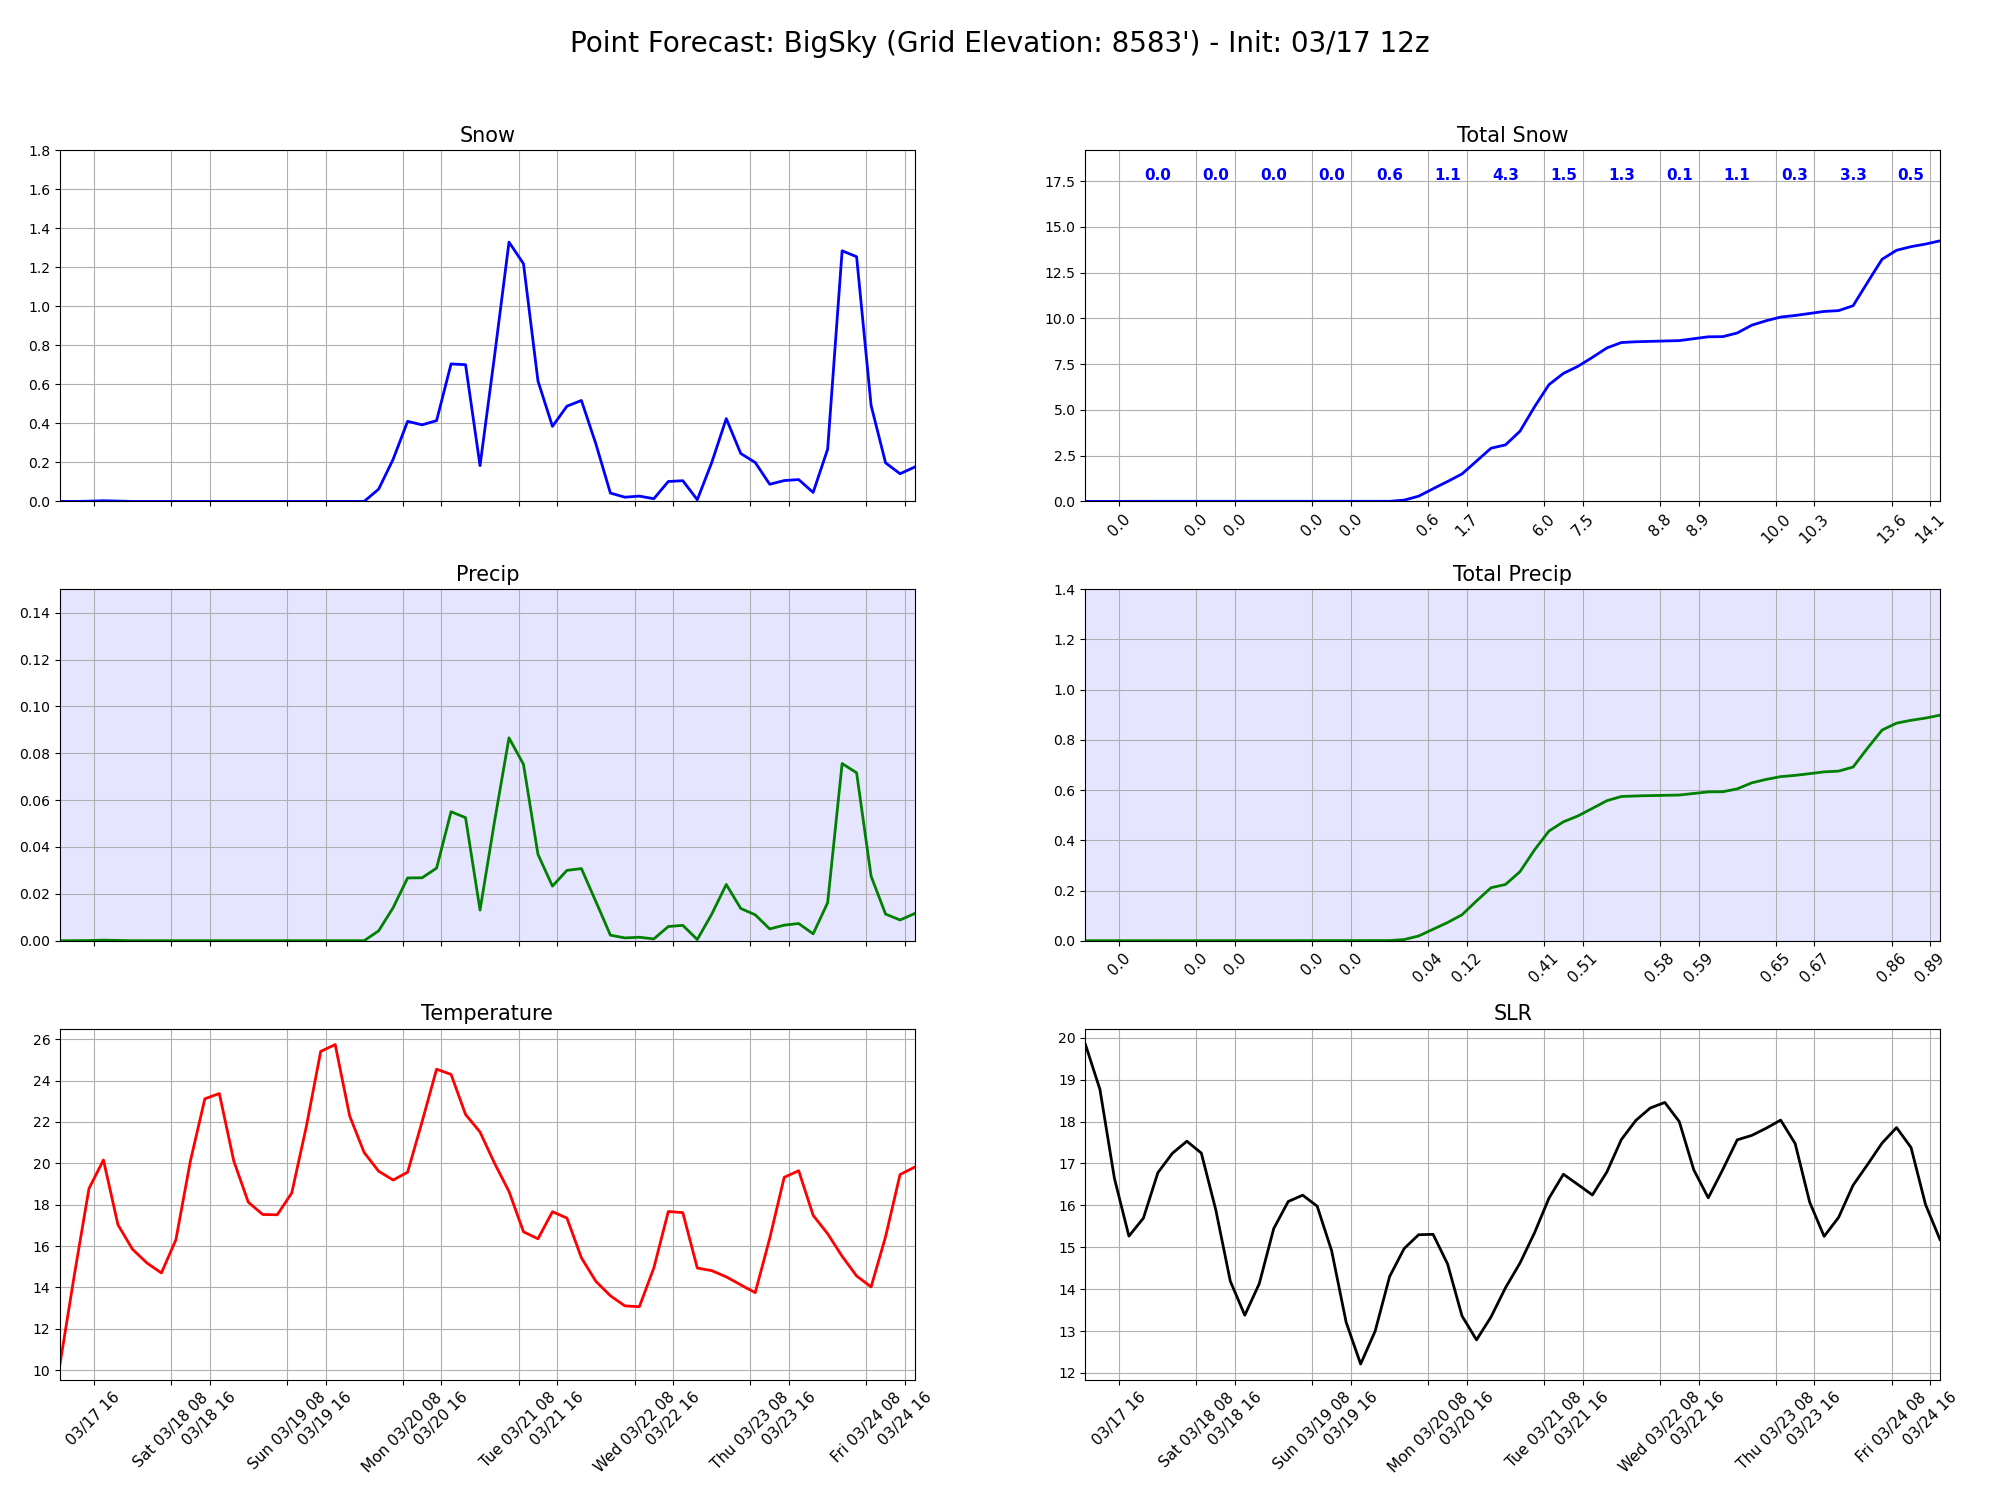 Point Forecast: BigSky (Grid Elevation: 8583') - Init: 03/17 12z
Snow
1.8
1.6
1.4
1.2
1.0
0.8
0.6
0.4
0.2
0.0
Total Snow
0.0 0.0 0.0 0.0 0.6 1.1 4.3 1.5 1.3 0.1 1.1 0.3 3.3 0.5
17.5
15.0
12.5
10.0
7.5
5.0
2.5
0.0
0.0 0.0 0.0 0.0 0.0 0.6 1.7 6.0 7.5 8.8 8.9 10.0 10.3 13.6 14.1
Precip
0.14
0.12
0.10
0.08
0.06
0.04
0.02
0.00
Total Precip
1.4
1.2
1.0
0.8
0.6
0.4
0.2
0.0
0.0 0.0 0.0 0.0 0.0 0.04 0.12 0.41 0.51 0.58 0.59 0.65 0.67 0.86 0.89
Temperature
26
24
22
20
18
16
14
12
10
03/17 16
Sat 03/18 08
03/18 16
Sun 03/19 08
03/19 16
Mon 03/20 08
03/20 16
Tue 03/21 08
03/21 16
Wed 03/22 08
03/22 16
Thu 03/23 08
03/23 16
Fri 03/24 08
03/24 16
SLR
20
19
18
17
16
15
14
13
12
03/17 16
Sat 03/18 08
03/18 16
Sun 03/19 08
03/19 16
Mon 03/20 08
03/20 16
Tue 03/21 08
03/21 16
Wed 03/22 08
03/22 16
Thu 03/23 08
03/23 16
Fri 03/24 08
03/24 16